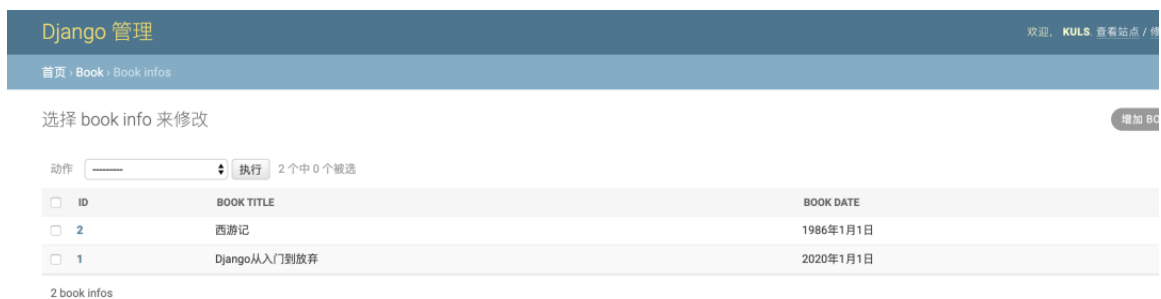 Django 管理
欢迎， KULS. 查看站点 / 修
首页 › Book › Book infos
选择 book info 来修改
增加 BO
动作 --------- 执行 2 个中 0 个被选
ID BOOK TITLE BOOK DATE
2 西游记 1986年1月1日
1 Django从入门到放弃 2020年1月1日
2 book infos